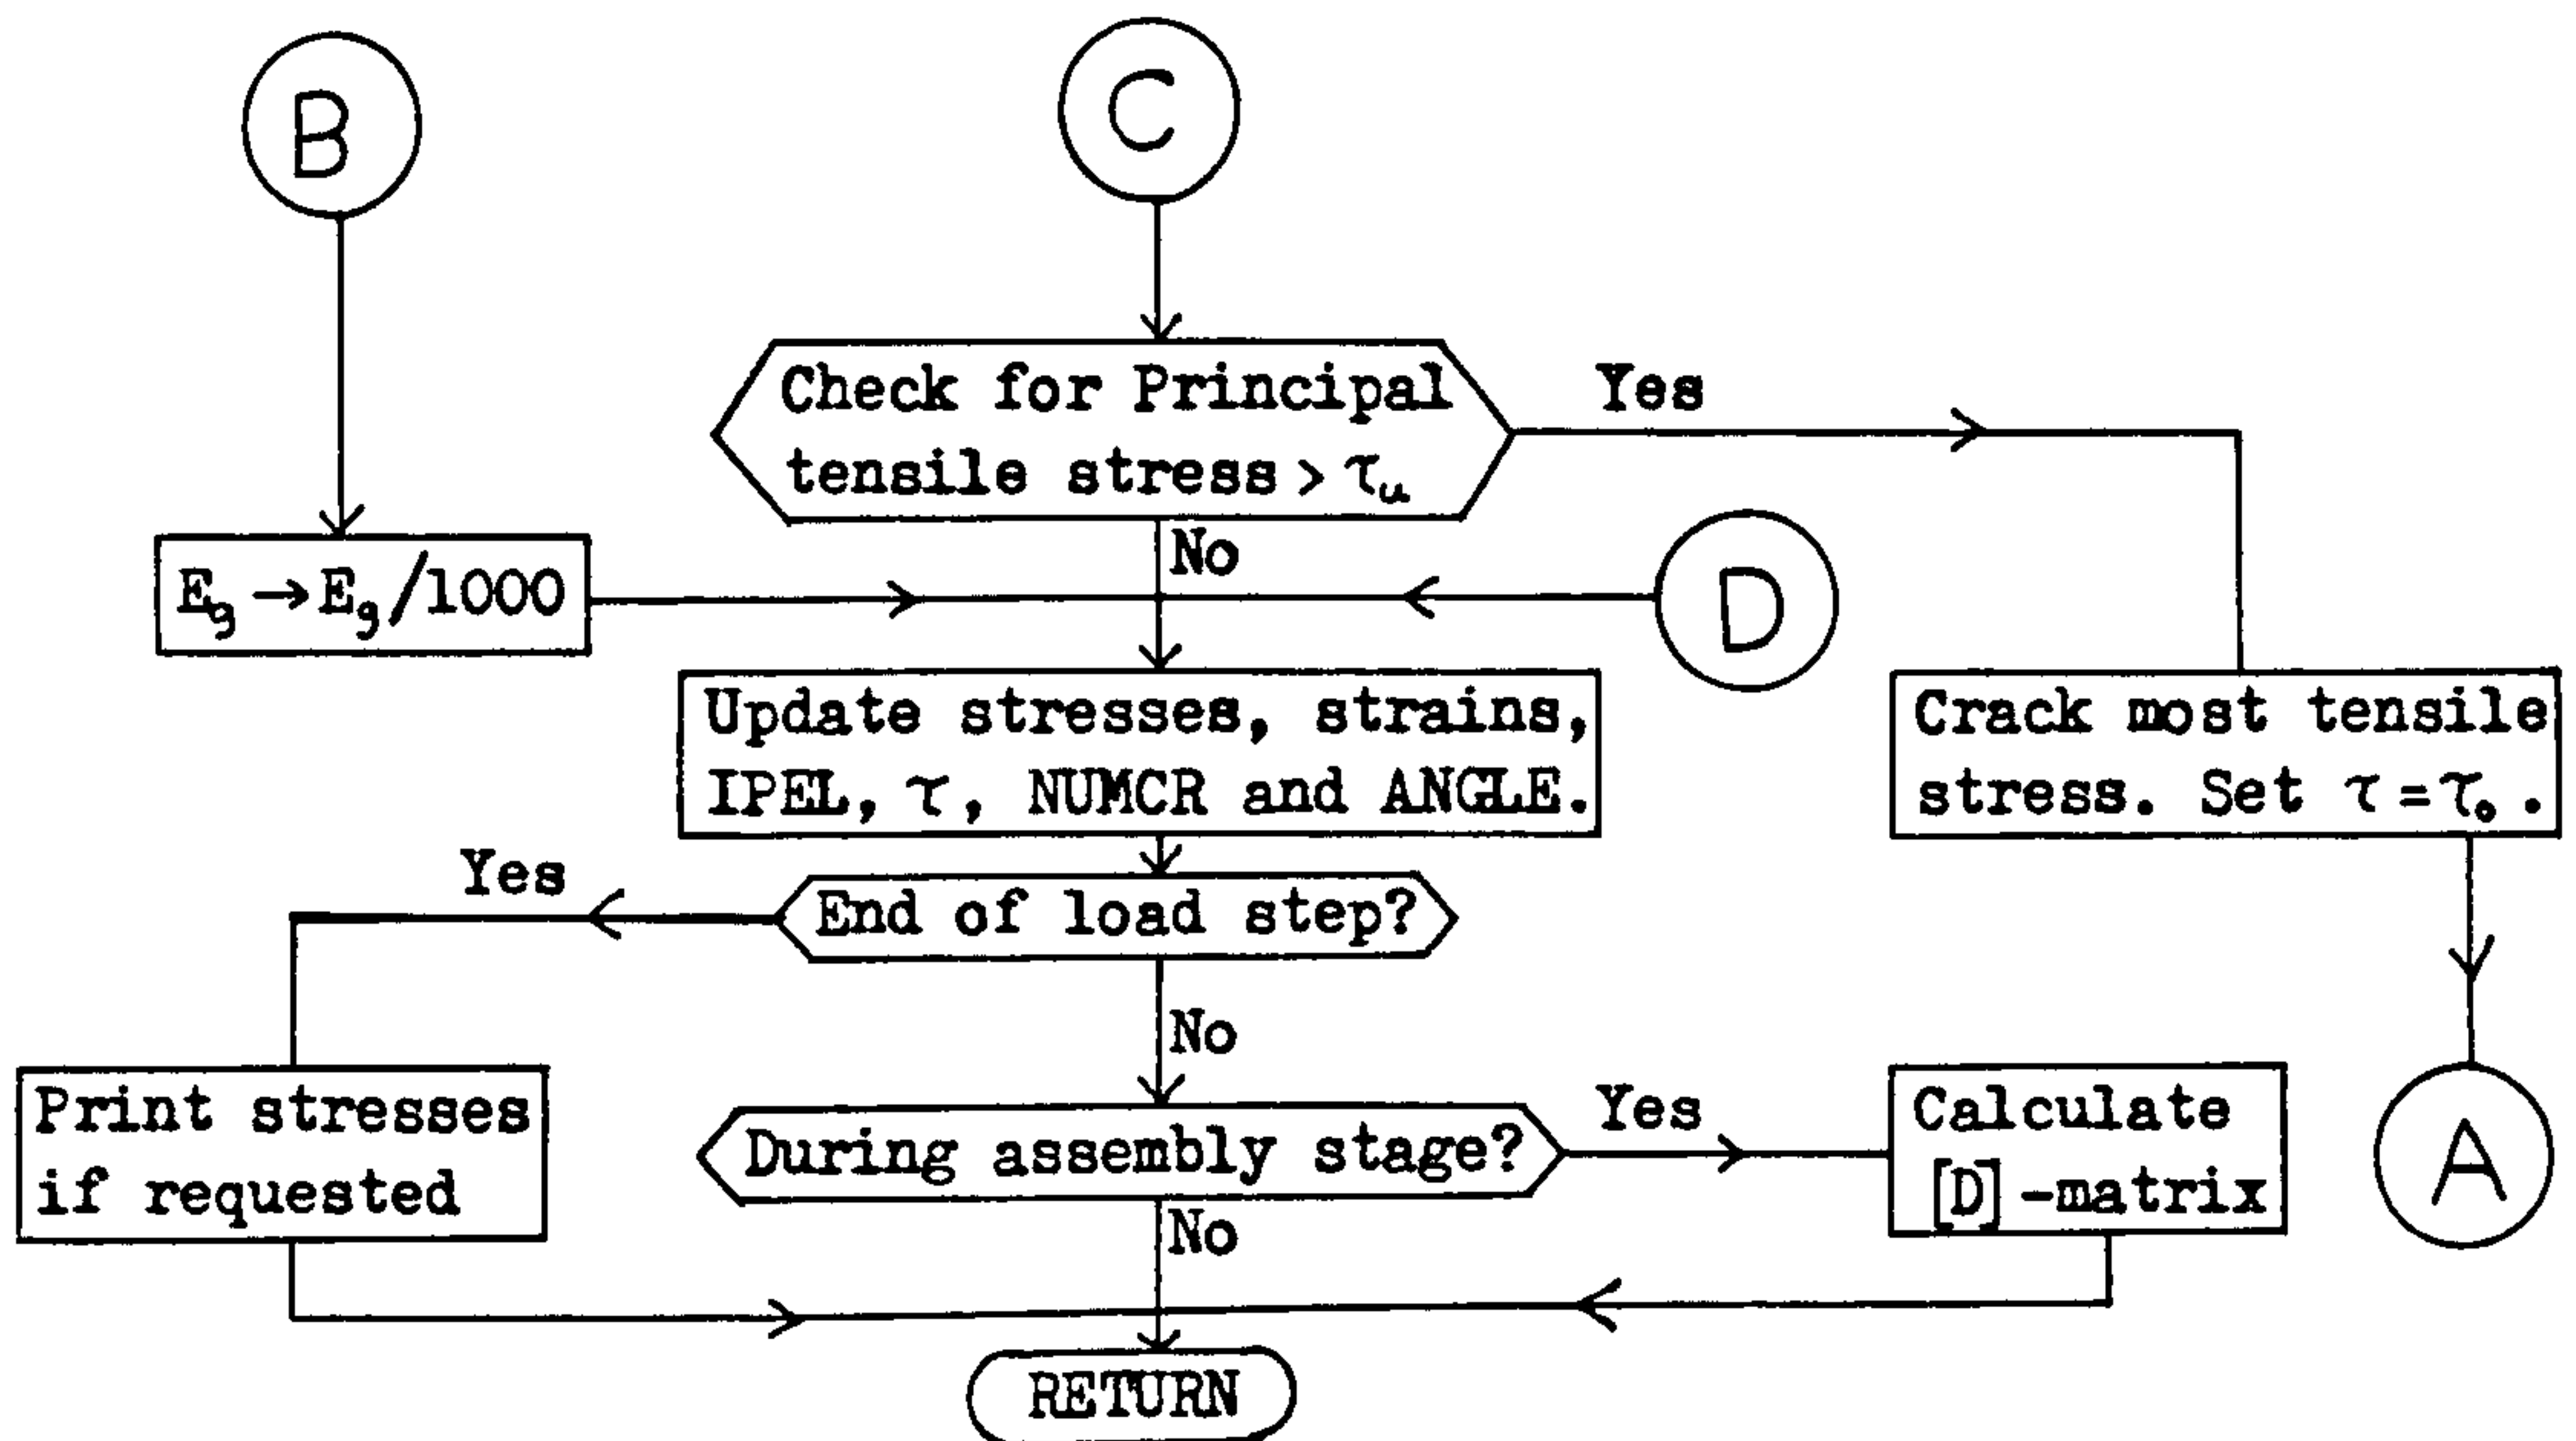 B
C
Check for Principal
tensile stress > τᵤ
Yes
No
E₉ → E₉/1000
D
Update stresses, strains,
IPEL, τ, NUMCR and ANGLE.
Crack most tensile
stress. Set τ = τ₀.
Yes
End of load step?
No
Print stresses
if requested
During assembly stage?
Yes
Calculate
[D]-matrix
A
No
RETURN